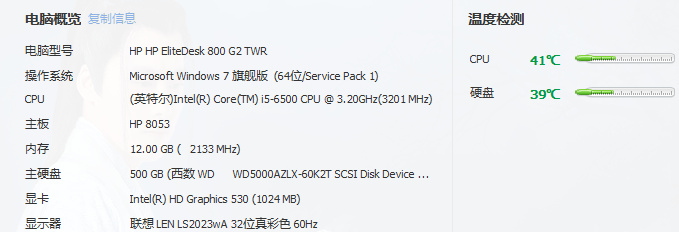 电脑概览 复制信息
电脑型号 HP HP EliteDesk 800 G2 TWR
操作系统 Microsoft Windows 7 旗舰版 (64位/Service Pack 1)
CPU (英特尔)Intel(R) Core(TM) i5-6500 CPU @ 3.20GHz(3201 MHz)
主板 HP 8053
内存 12.00 GB ( 2133 MHz)
主硬盘 500 GB (西数 WD WD5000AZLX-60K2T SCSI Disk Device ...
显卡 Intel(R) HD Graphics 530 (1024 MB)
显示器 联想 LEN LS2023wA 32位真彩色 60Hz
温度检测
CPU 41℃
硬盘 39℃